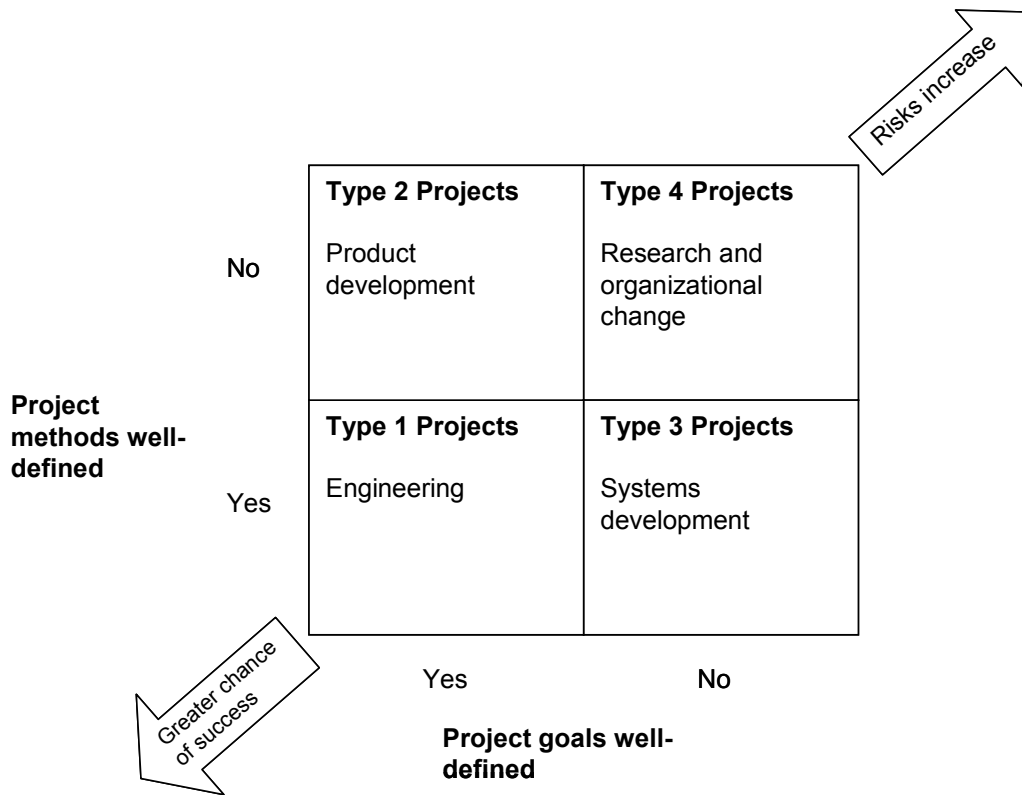 Risks increase
Type 2 Projects
Product
development
Type 4 Projects
Research and
organizational
change
No
Project
methods well-
defined
Type 1 Projects
Engineering
Type 3 Projects
Systems
development
Yes
Greater chance
of success
Yes
No
Project goals well-
defined